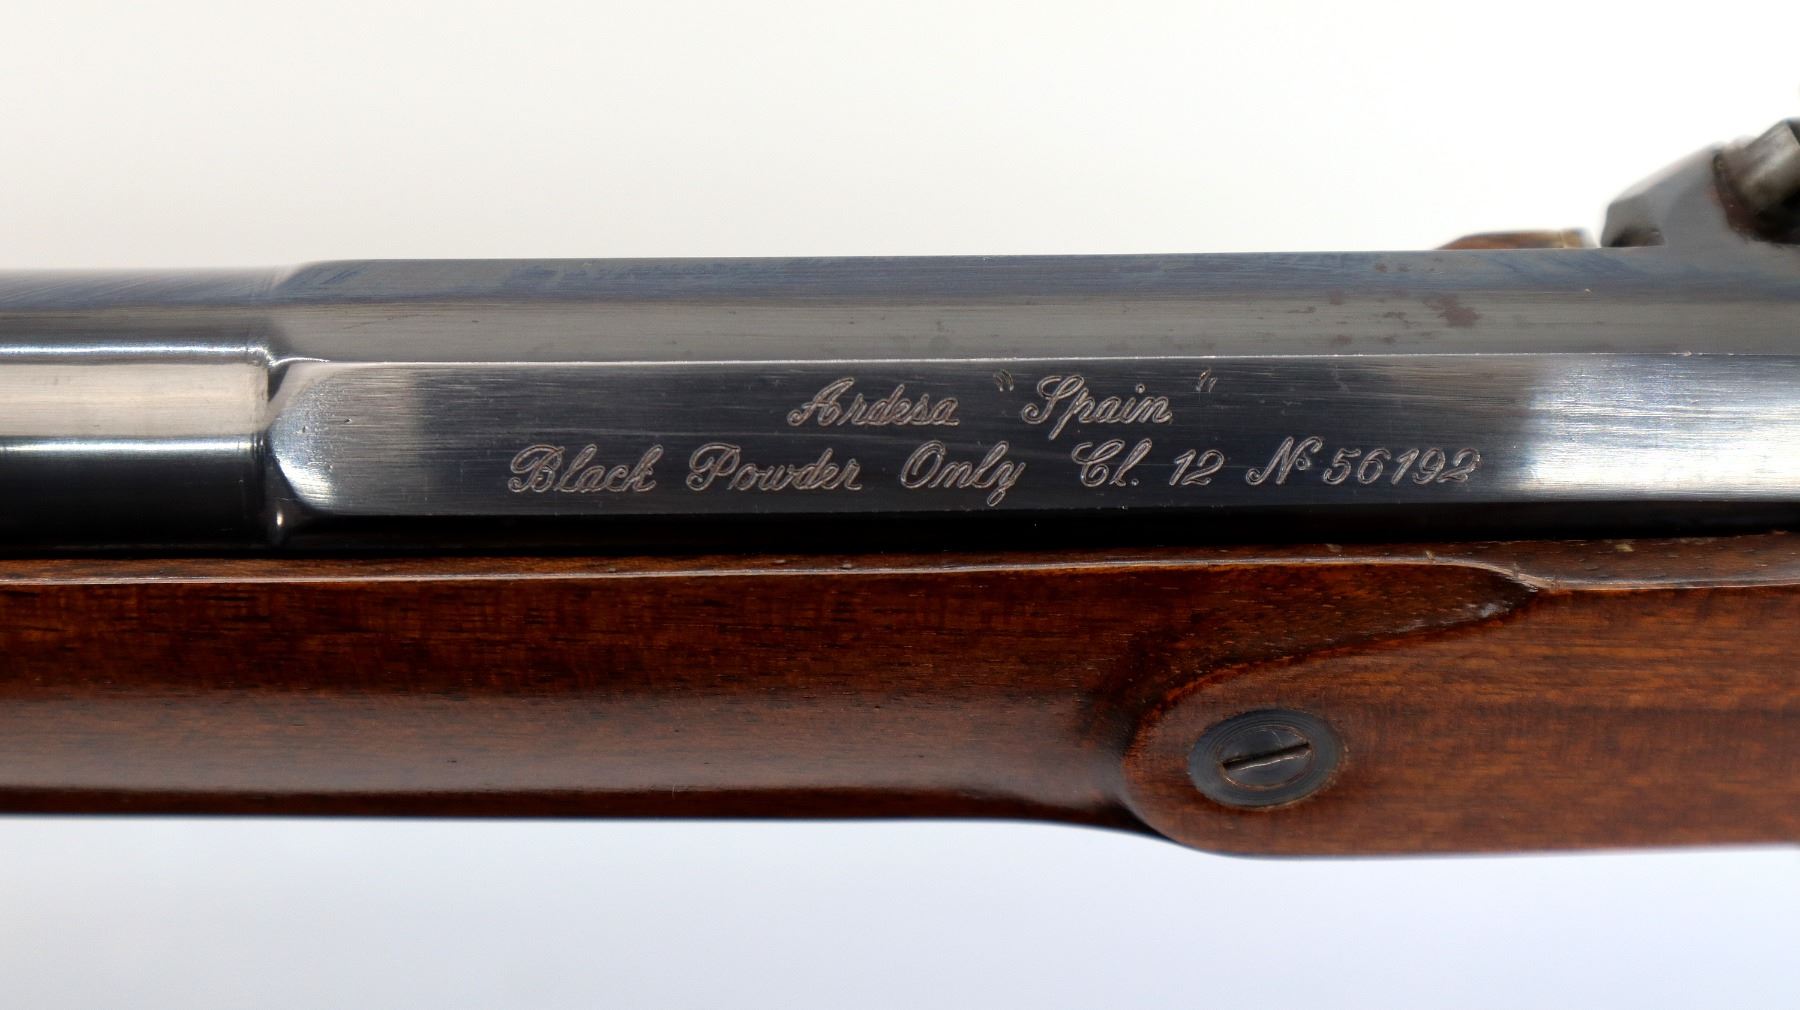 Ardesa "Spain"
Black Powder Only Cl. 12 Nº 56192